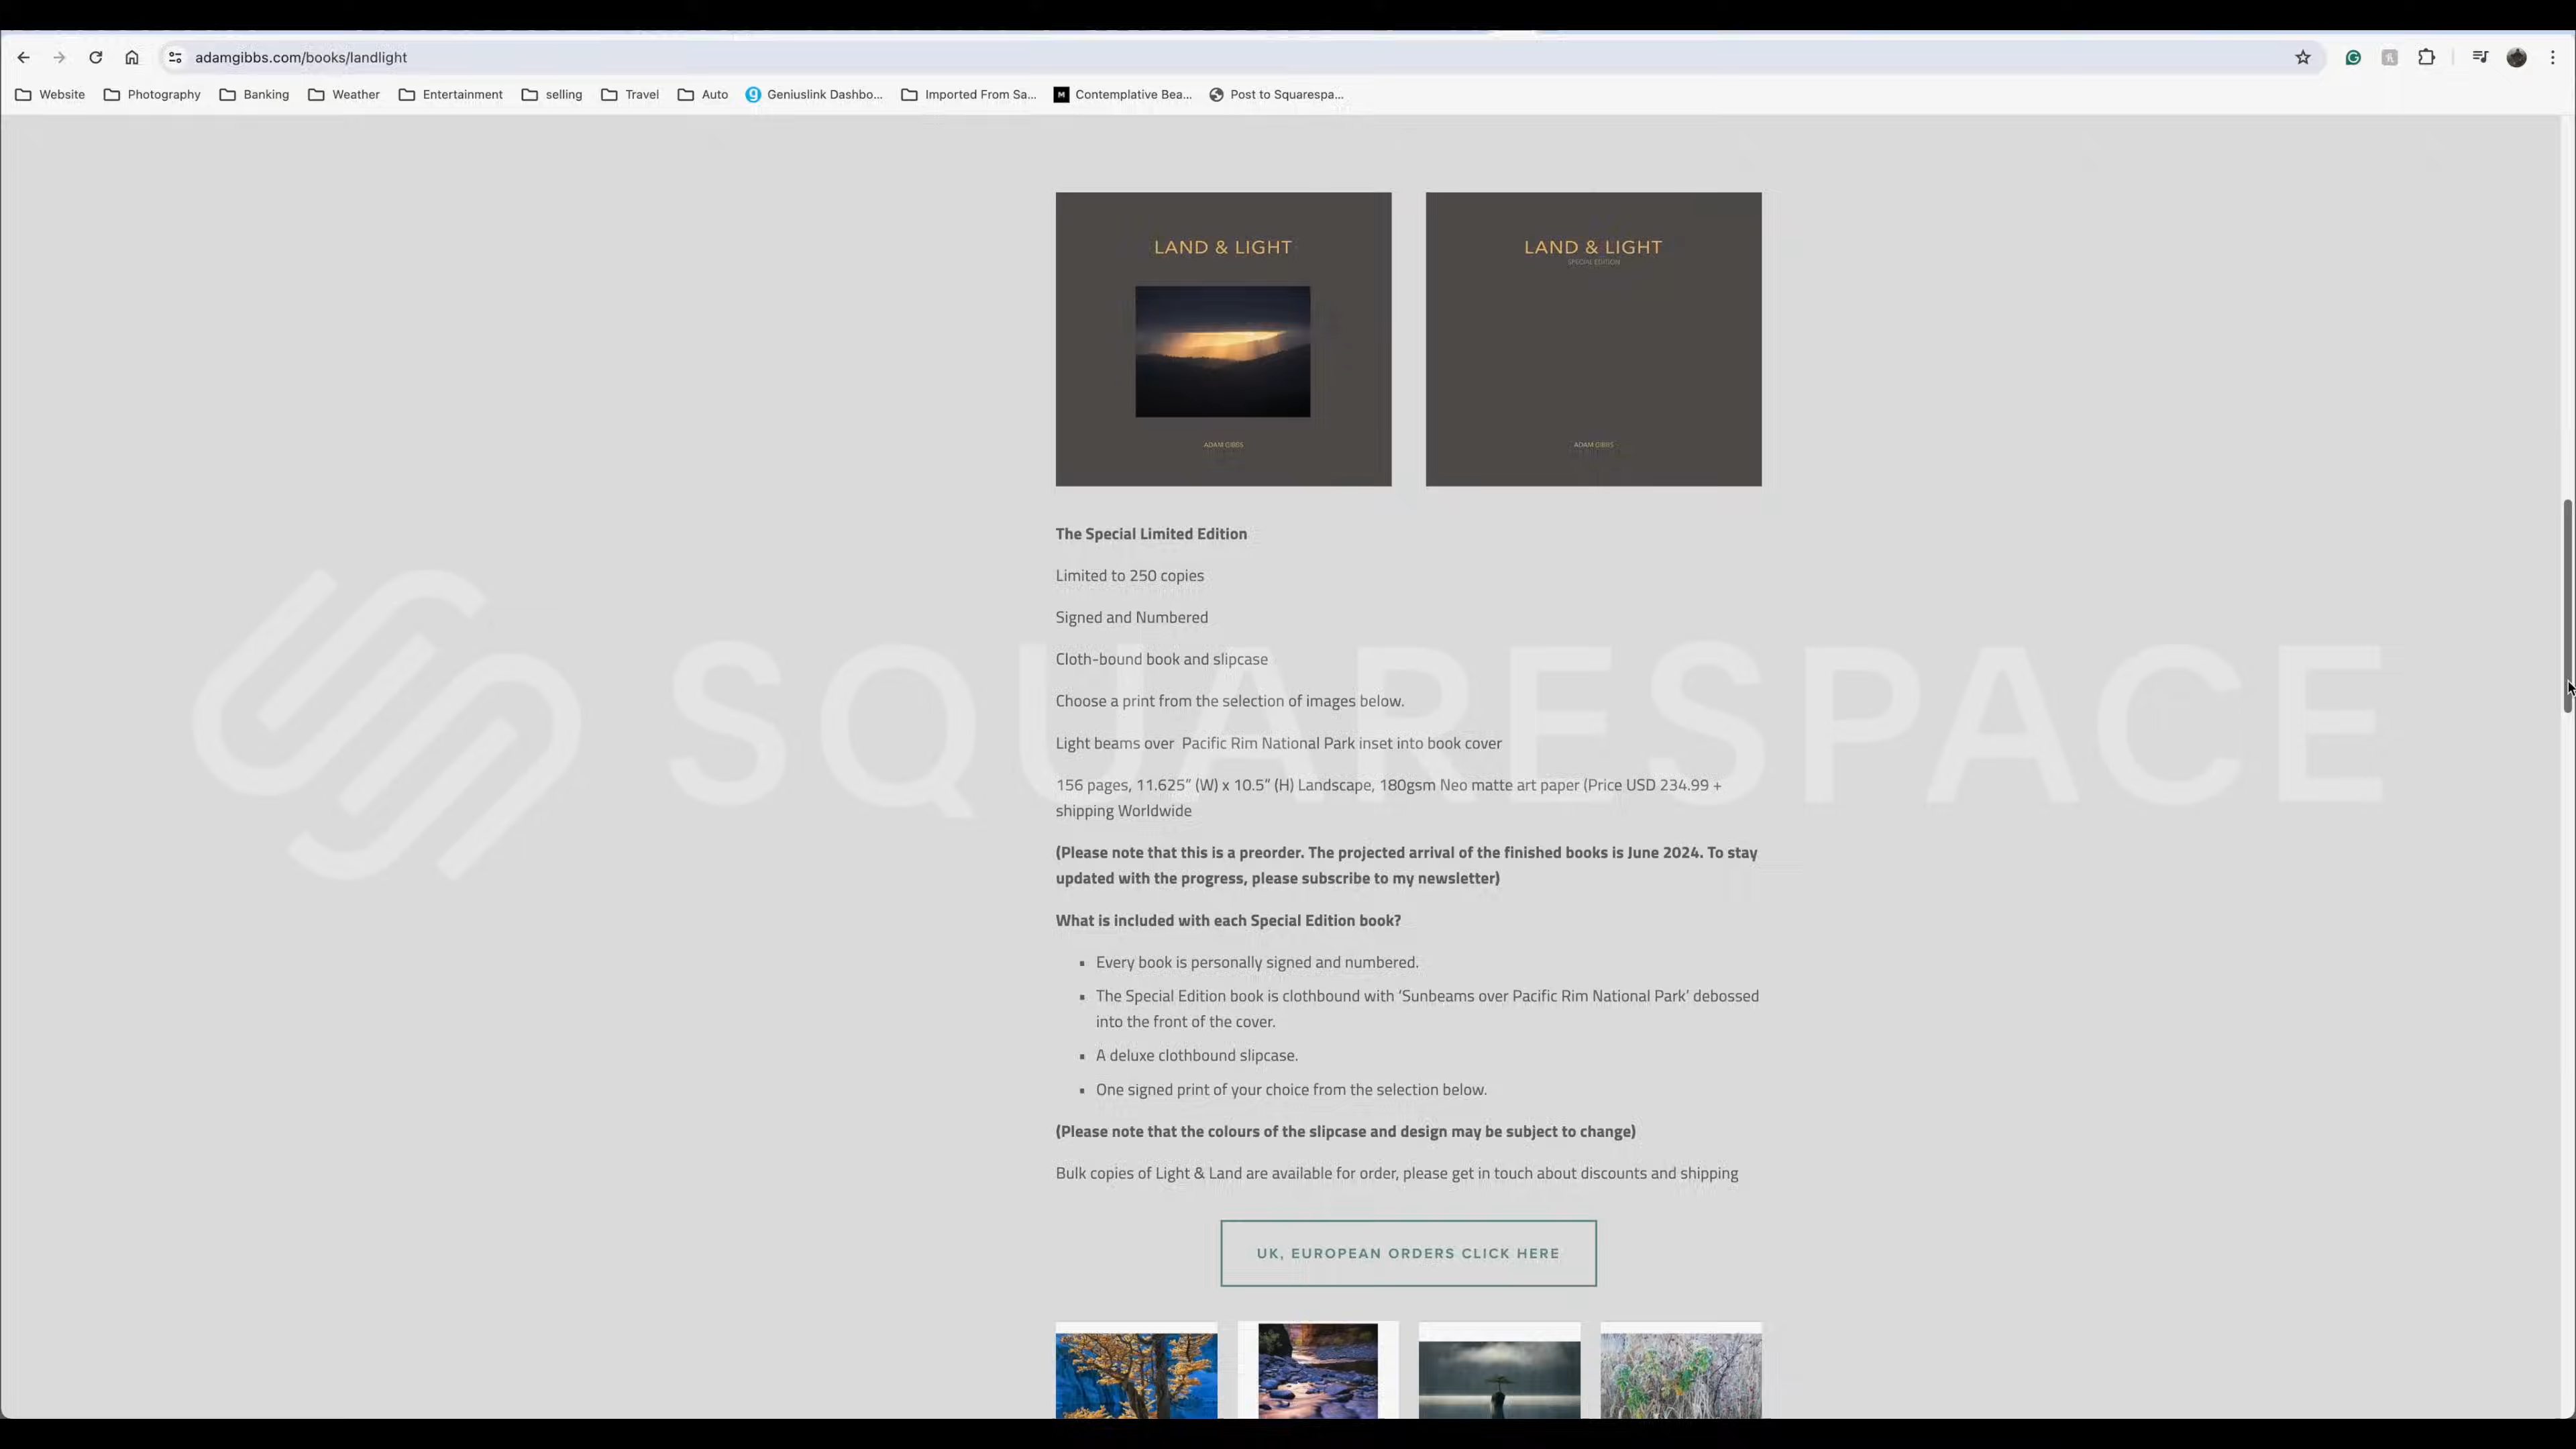 adamgibbs.com/books/landlight
Website Photography Banking Weather Entertainment selling Travel Auto Geniuslink Dashbo... Imported From Sa... M Contemplative Bea... Post to Squarespa...
LAND & LIGHT
ADAM GIBBS
LAND & LIGHT
SPECIAL EDITION
ADAM GIBBS
The Special Limited Edition
Limited to 250 copies
Signed and Numbered
Cloth-bound book and slipcase
Choose a print from the selection of images below.
Light beams over Pacific Rim National Park inset into book cover
156 pages, 11.625” (W) x 10.5” (H) Landscape, 180gsm Neo matte art paper (Price USD 234.99 +
shipping Worldwide
SQUARESPACE
(Please note that this is a preorder. The projected arrival of the finished books is June 2024. To stay
updated with the progress, please subscribe to my newsletter)
What is included with each Special Edition book?
Every book is personally signed and numbered.
The Special Edition book is clothbound with ‘Sunbeams over Pacific Rim National Park’ debossed
into the front of the cover.
A deluxe clothbound slipcase.
One signed print of your choice from the selection below.
(Please note that the colours of the slipcase and design may be subject to change)
Bulk copies of Light & Land are available for order, please get in touch about discounts and shipping
UK, EUROPEAN ORDERS CLICK HERE